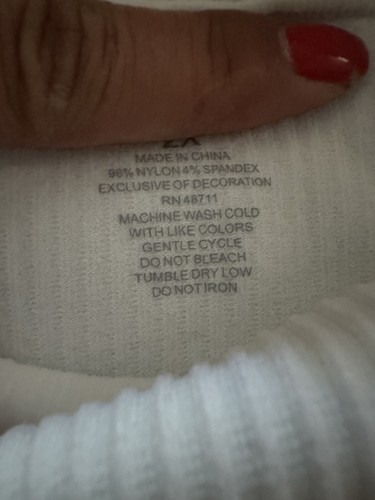 2X
MADE IN CHINA
96% NYLON 4% SPANDEX
EXCLUSIVE OF DECORATION
RN 48711
MACHINE WASH COLD
WITH LIKE COLORS
GENTLE CYCLE
DO NOT BLEACH
TUMBLE DRY LOW
DO NOT IRON